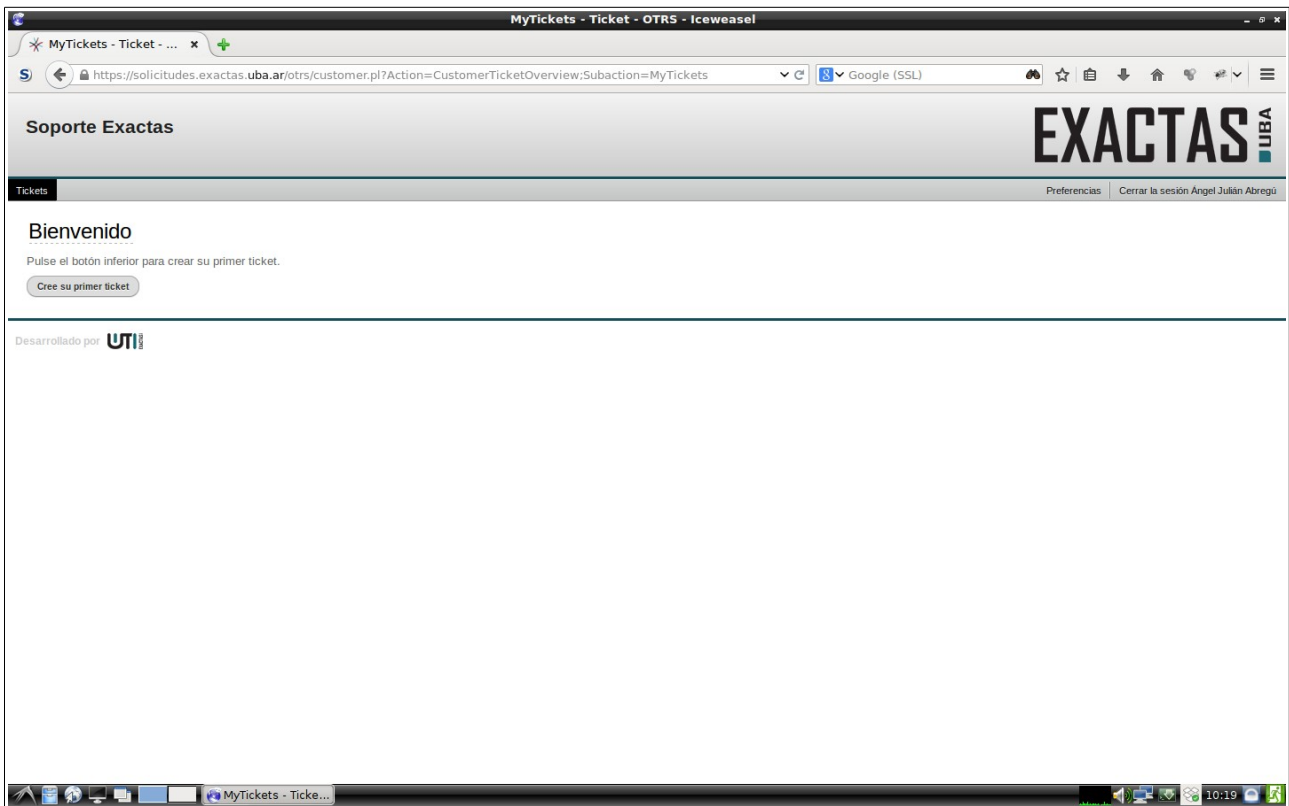 MyTickets - Ticket - OTRS - Iceweasel
MyTickets - Ticket - ...
https://solicitudes.exactas.uba.ar/otrs/customer.pl?Action=CustomerTicketOverview;Subaction=MyTickets
Google (SSL)
Soporte Exactas
EXACTAS UBA
Tickets
Preferencias
Cerrar la sesión Ángel Julián Abregú
Bienvenido
Pulse el botón inferior para crear su primer ticket.
Cree su primer ticket
Desarrollado por UTI
MyTickets - Ticke...
10:19